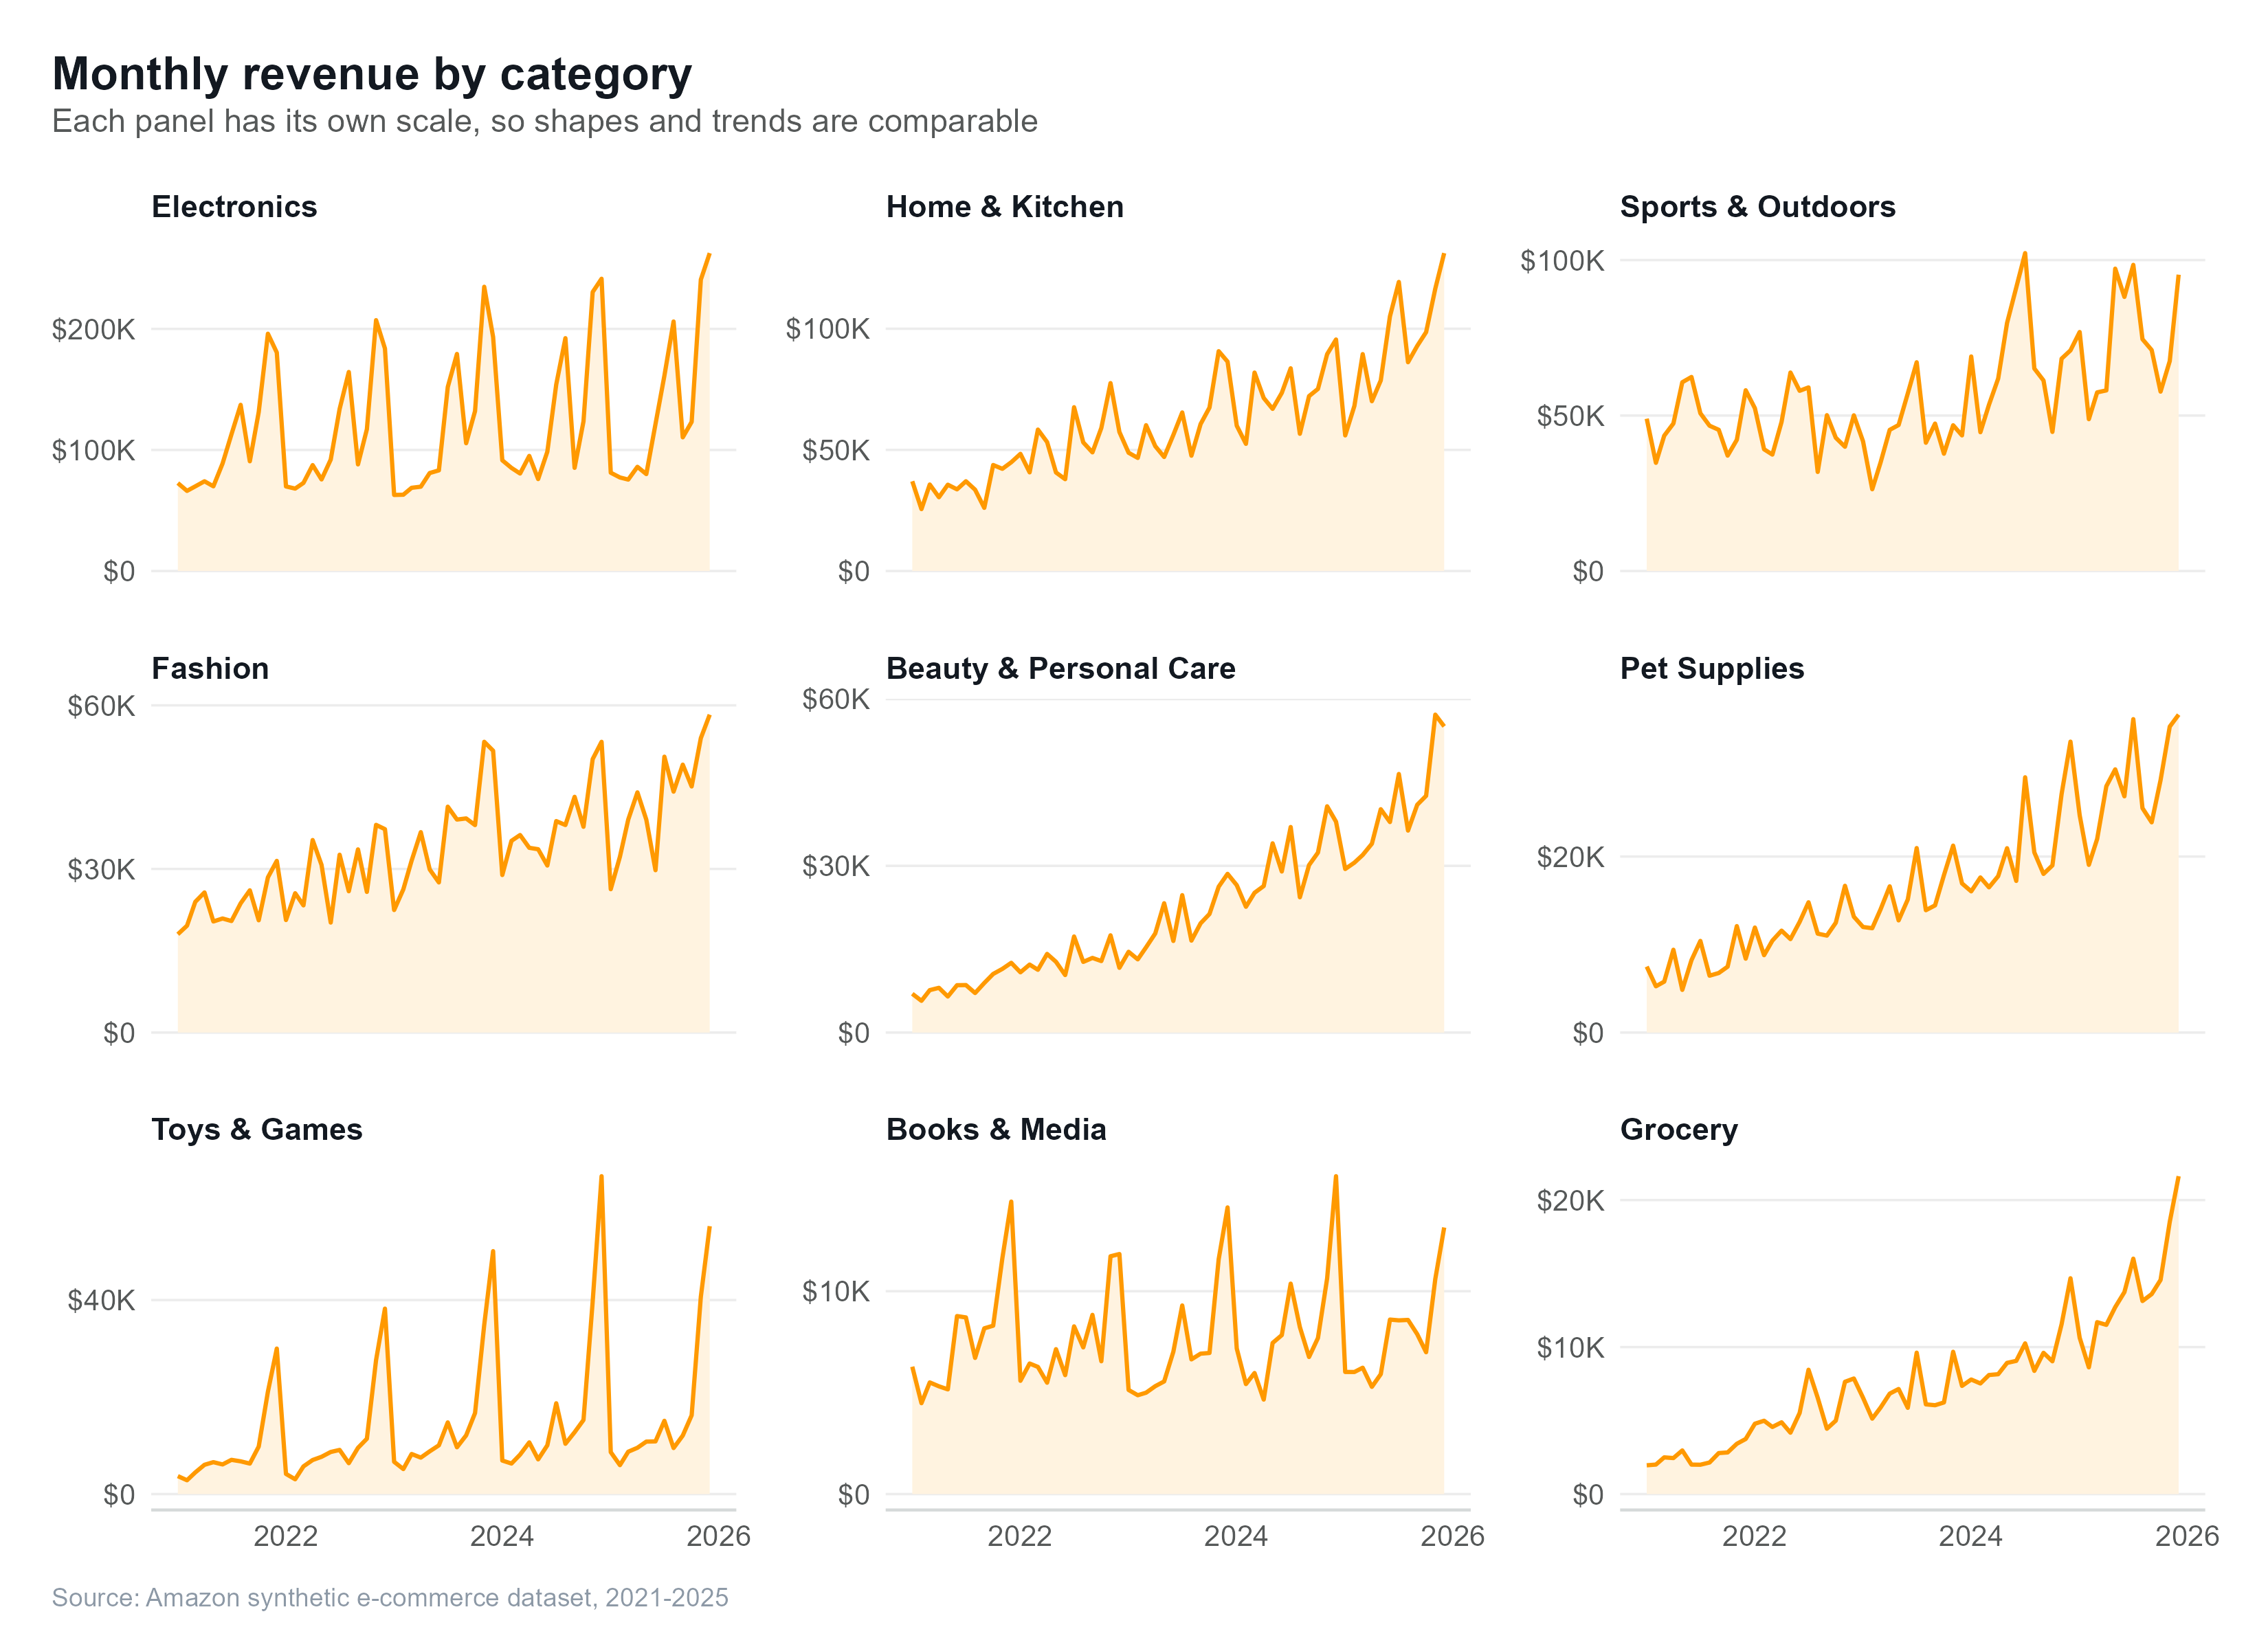 Monthly revenue by category
Each panel has its own scale, so shapes and trends are comparable
Electronics
$200K
$100K
$0
Home & Kitchen
$100K
$50K
$0
Sports & Outdoors
$100K
$50K
$0
Fashion
$60K
$30K
$0
Beauty & Personal Care
$60K
$30K
$0
Pet Supplies
$20K
$0
Toys & Games
$40K
$0
2022 2024 2026
Books & Media
$10K
$0
2022 2024 2026
Grocery
$20K
$10K
$0
2022 2024 2026
Source: Amazon synthetic e-commerce dataset, 2021-2025